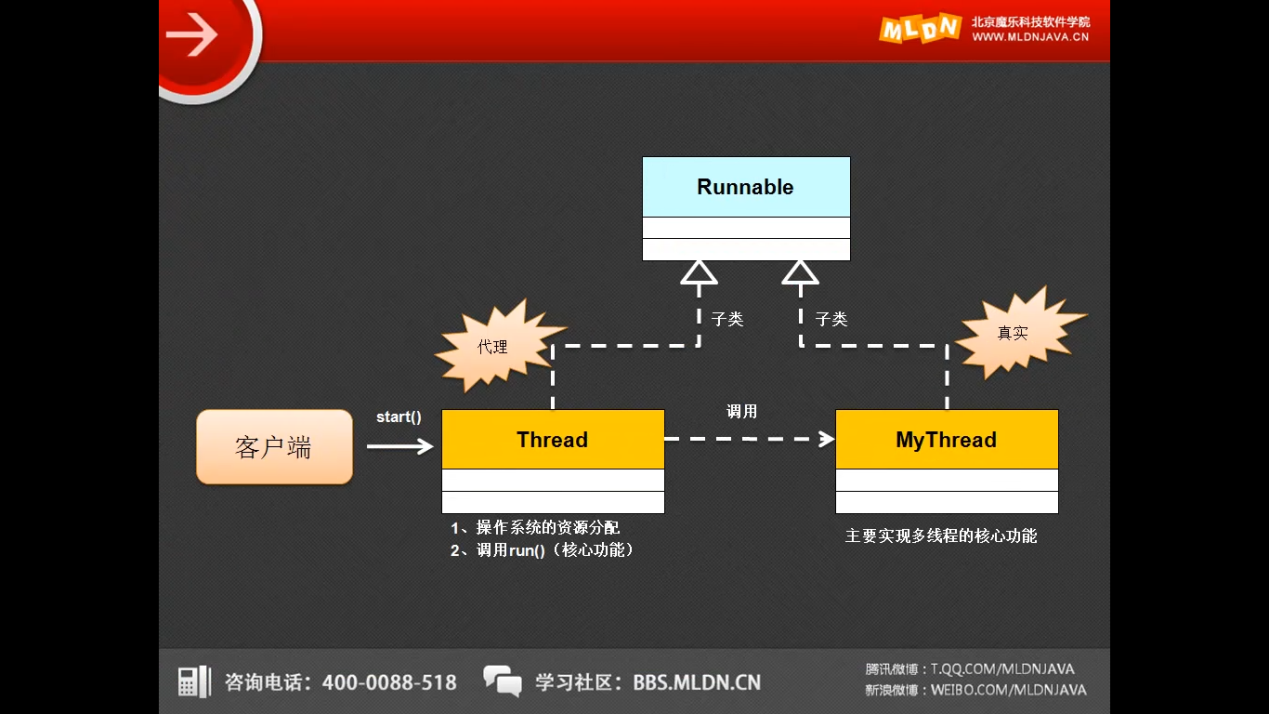 MLDN
北京魔乐科技软件学院
WWW.MLDNJAVA.CN
Runnable
子类
子类
代理
真实
客户端
start()
Thread
调用
MyThread
1、操作系统的资源分配
2、调用run()（核心功能）
主要实现多线程的核心功能
咨询电话：400-0088-518
学习社区：BBS.MLDN.CN
腾讯微博：T.QQ.COM/MLDNJAVA
新浪微博：WEIBO.COM/MLDNJAVA